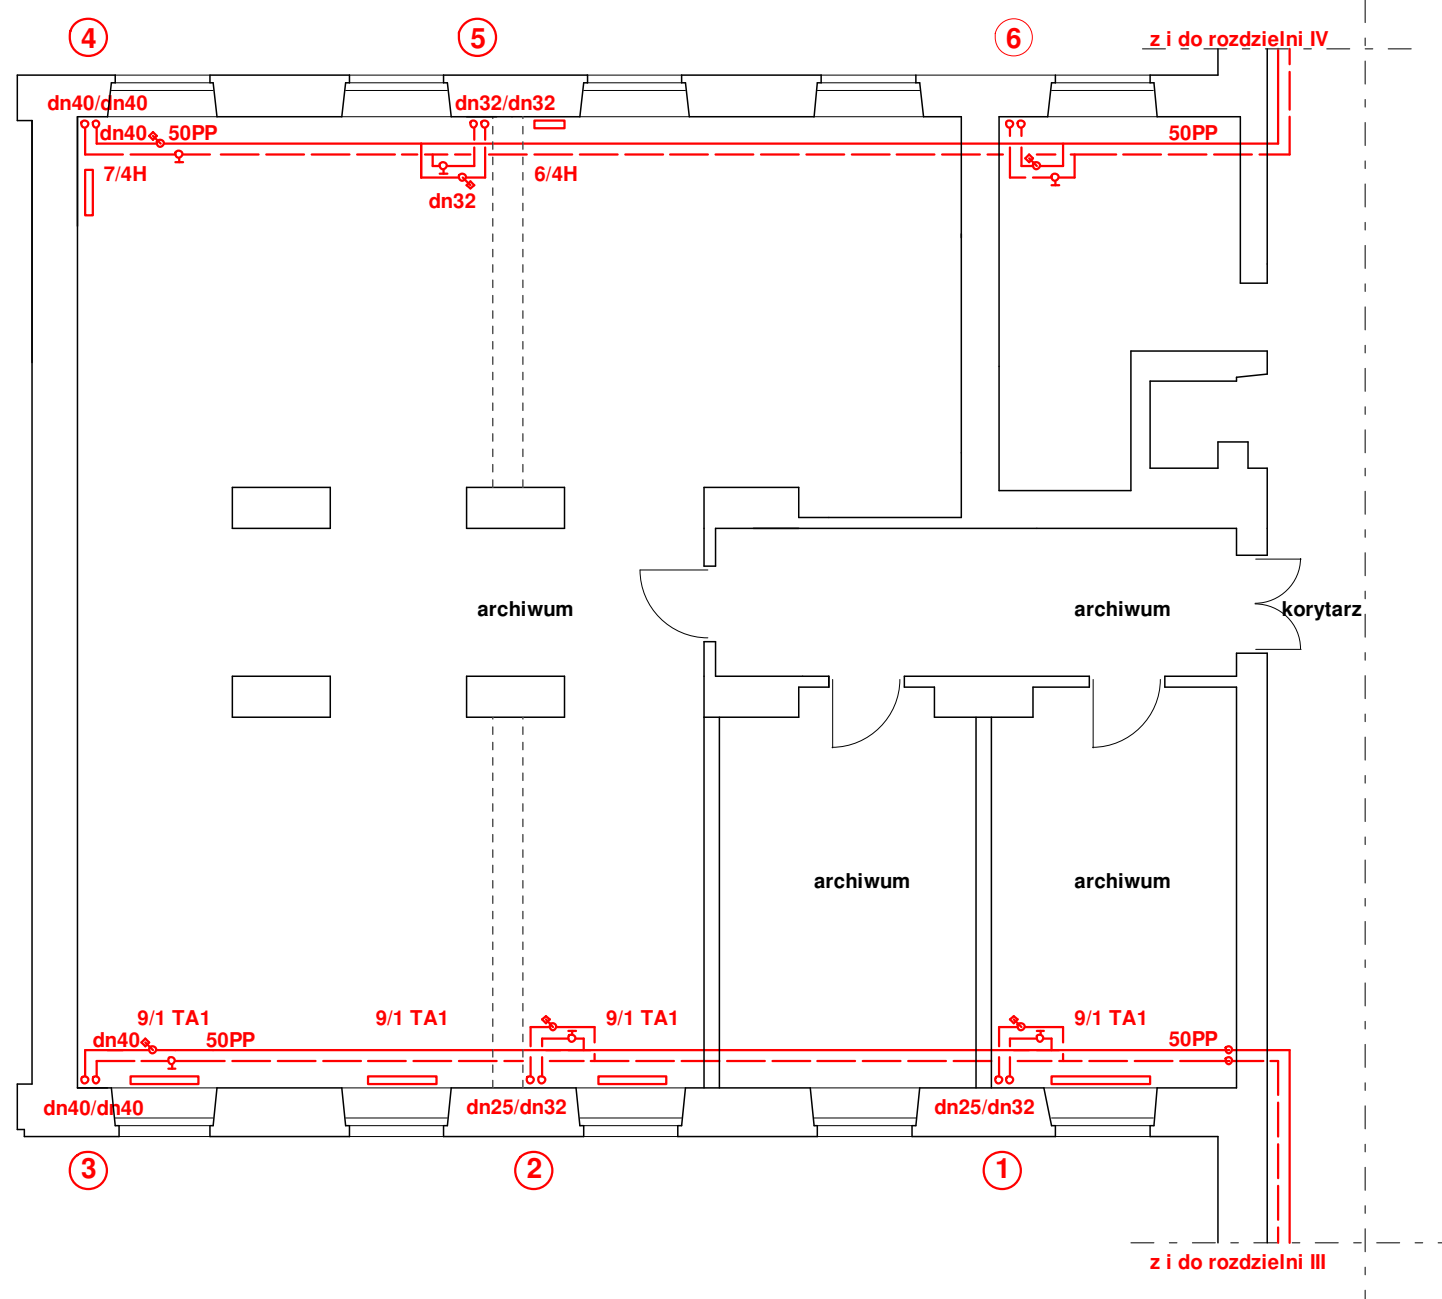 4
5
6
z i do rozdzielni IV
dn40/dn40
dn32/dn32
dn40
50PP
50PP
7/4H
6/4H
dn32
archiwum
archiwum
korytarz
archiwum
archiwum
9/1 TA1
9/1 TA1
9/1 TA1
9/1 TA1
dn40
50PP
50PP
dn40/dn40
dn25/dn32
dn25/dn32
3
2
1
z i do rozdzielni III